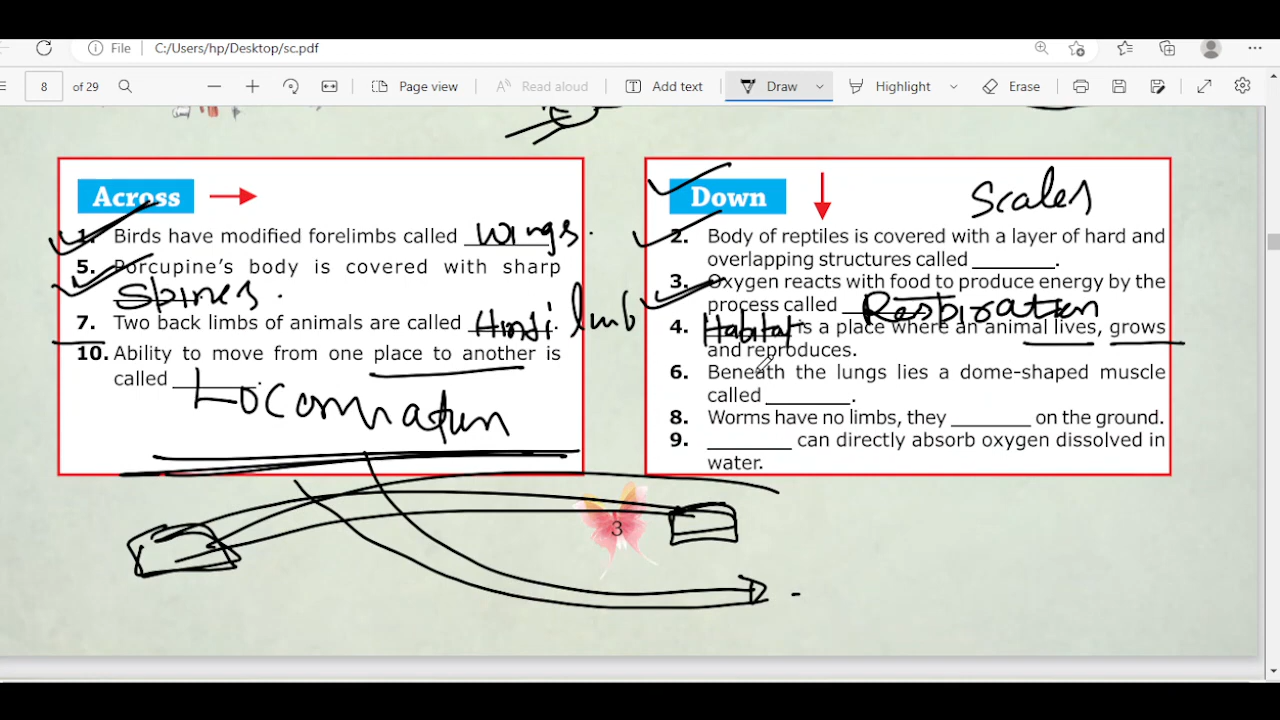 File C:/Users/hp/Desktop/sc.pdf
8 of 29 Page view Read aloud Add text Draw Highlight Erase
Across
1. Birds have modified forelimbs called wings.
5. Porcupine's body is covered with sharp
Spines.
7. Two back limbs of animals are called Hind limb
10. Ability to move from one place to another is
called ________.
Locomation
Down
Scales
2. Body of reptiles is covered with a layer of hard and
overlapping structures called ________.
3. Oxygen reacts with food to produce energy by the
process called Respiration
4. Habitat is a place where an animal lives, grows
and reproduces.
6. Beneath the lungs lies a dome-shaped muscle
called ________.
8. Worms have no limbs, they ________ on the ground.
9. ________ can directly absorb oxygen dissolved in
water.
3